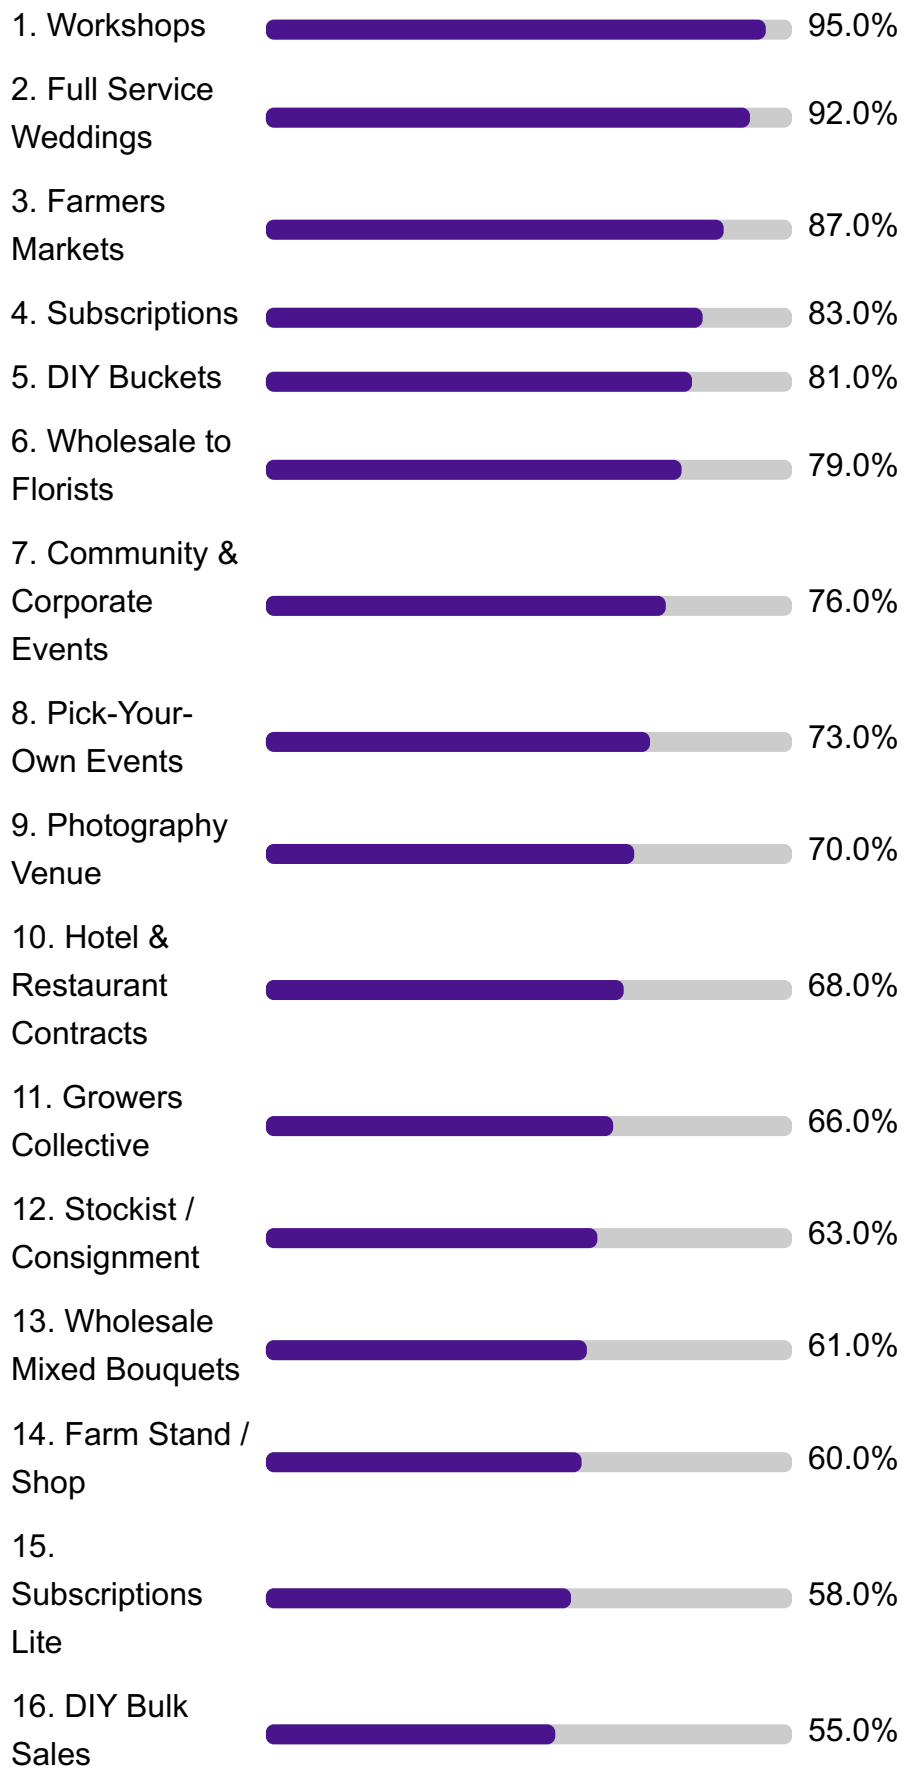 1. Workshops 95.0%
2. Full Service
Weddings 92.0%
3. Farmers
Markets 87.0%
4. Subscriptions 83.0%
5. DIY Buckets 81.0%
6. Wholesale to
Florists 79.0%
7. Community &
Corporate 76.0%
Events
8. Pick-Your-
Own Events 73.0%
9. Photography
Venue 70.0%
10. Hotel &
Restaurant 68.0%
Contracts
11. Growers
Collective 66.0%
12. Stockist /
Consignment 63.0%
13. Wholesale
Mixed Bouquets 61.0%
14. Farm Stand /
Shop 60.0%
15.
Subscriptions 58.0%
Lite
16. DIY Bulk
Sales 55.0%